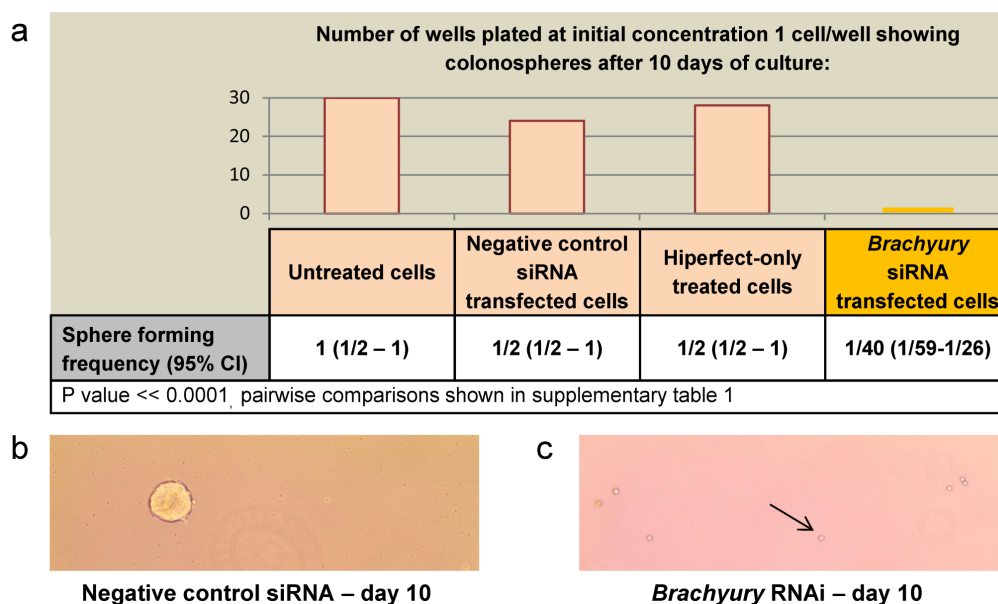 a
Number of wells plated at initial concentration 1 cell/well showing
colonospheres after 10 days of culture:
30
20
10
0
Untreated cells
Negative control
siRNA
transfected cells
Hiperfect-only
treated cells
Brachyury
siRNA
transfected cells
Sphere forming
frequency (95% CI)
1 (1/2 – 1)
1/2 (1/2 – 1)
1/2 (1/2 – 1)
1/40 (1/59-1/26)
P value << 0.0001, pairwise comparisons shown in supplementary table 1
b
c
Negative control siRNA – day 10
Brachyury RNAi – day 10